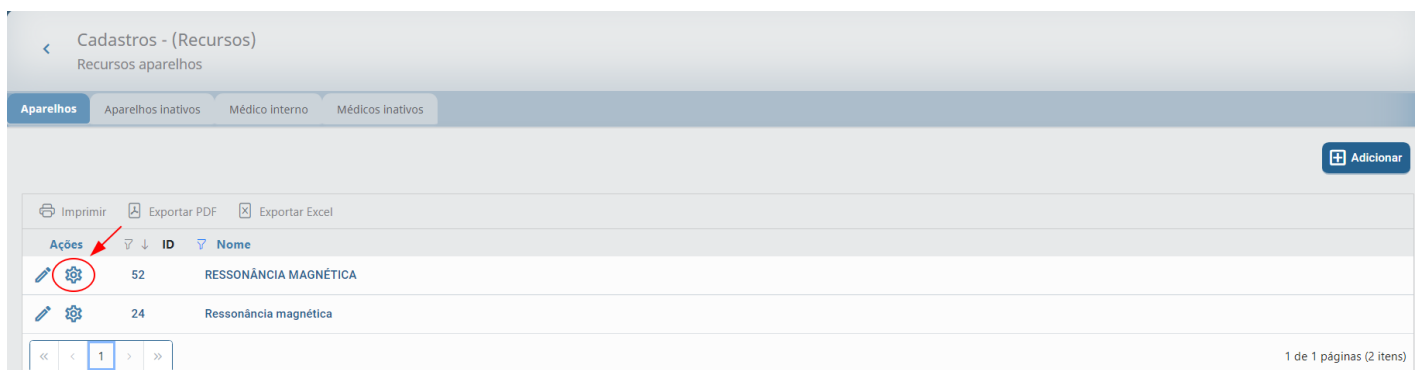 Cadastros - (Recursos)
Recursos aparelhos
Aparelhos Aparelhos inativos Médico interno Médicos inativos
Adicionar
Imprimir Exportar PDF Exportar Excel
Ações ID Nome
52 RESSONÂNCIA MAGNÉTICA
24 Ressonância magnética
1 1 de 1 páginas (2 itens)